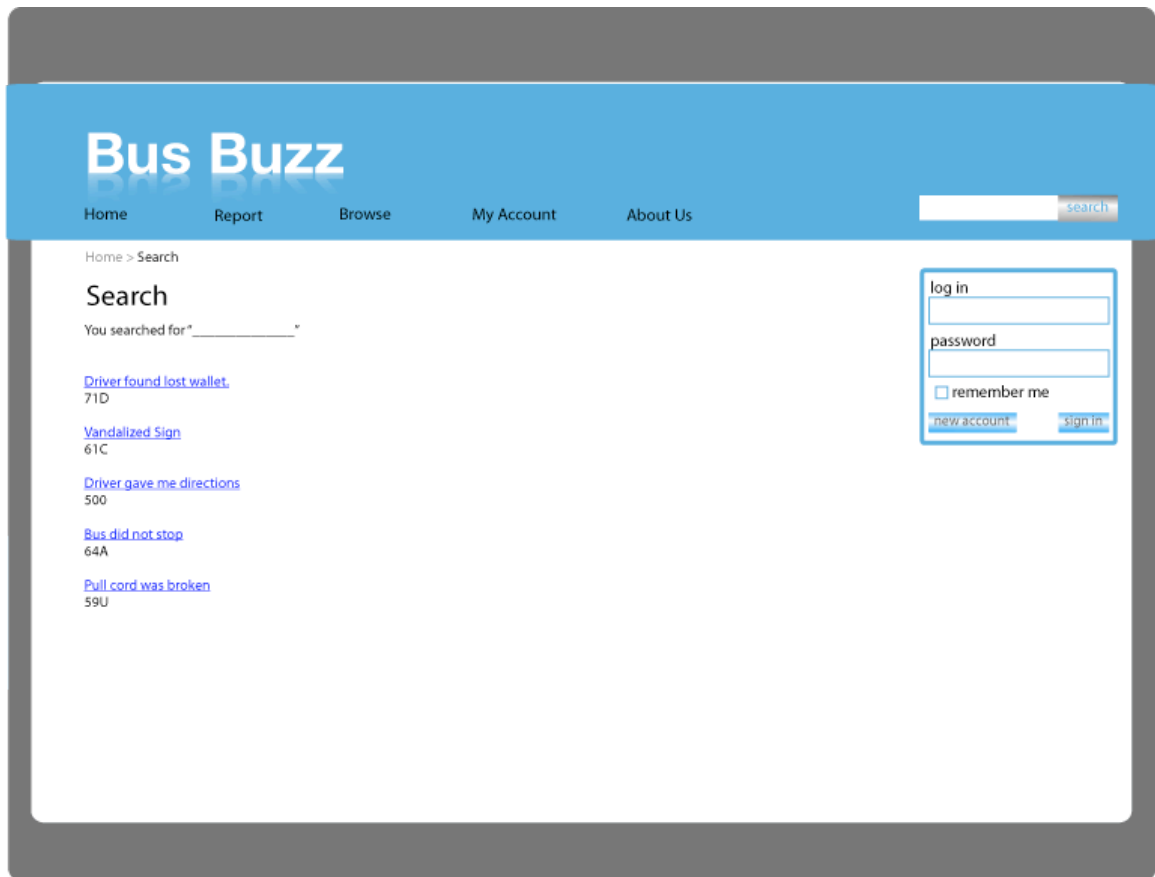 Bus Buzz
Home Report Browse My Account About Us search
Home > Search
Search
You searched for "______________"
Driver found lost wallet.
71D
Vandalized Sign
61C
Driver gave me directions
500
Bus did not stop
64A
Pull cord was broken
59U
log in
password
remember me
new account sign in